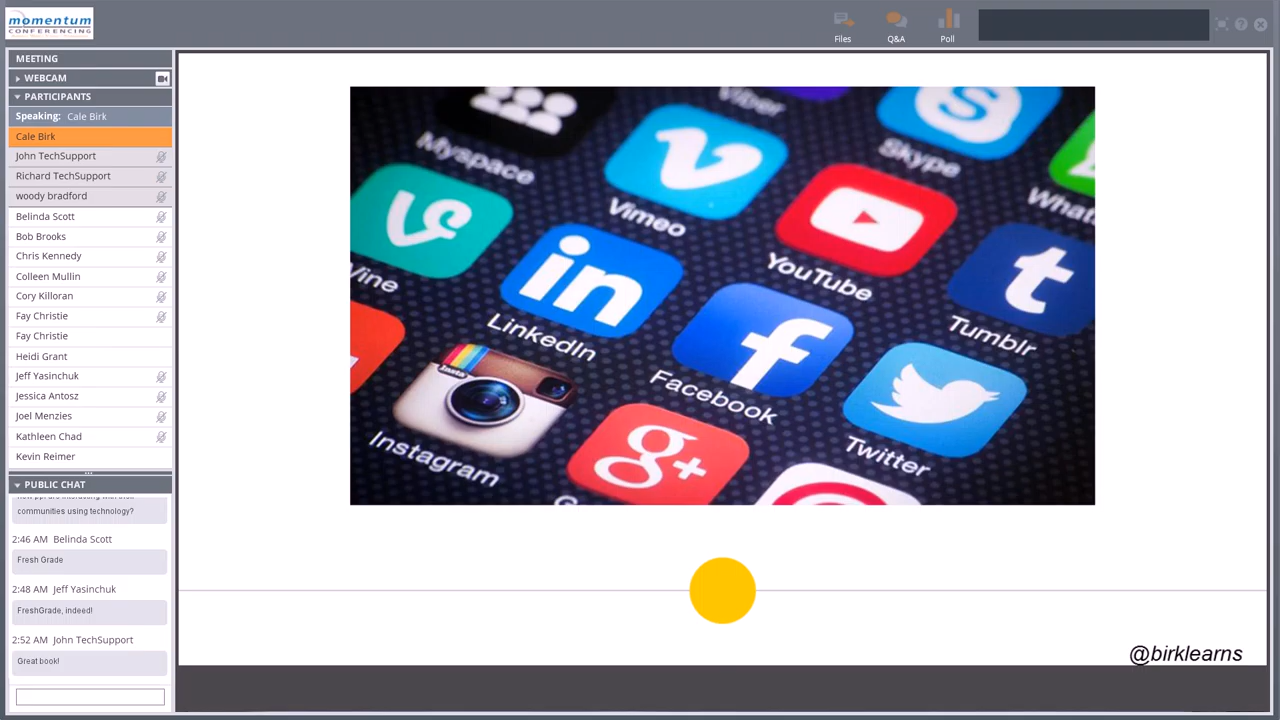 momentum
CONFERENCING
Files
Q&A
Poll
MEETING
WEBCAM
PARTICIPANTS
Speaking: Cale Birk
Cale Birk
John TechSupport
Richard TechSupport
woody bradford
Belinda Scott
Bob Brooks
Chris Kennedy
Colleen Mullin
Cory Killoran
Fay Christie
Fay Christie
Heidi Grant
Jeff Yasinchuk
Jessica Antosz
Joel Menzies
Kathleen Chad
Kevin Reimer
PUBLIC CHAT
communities using technology?
2:46 AM Belinda Scott
Fresh Grade
2:48 AM Jeff Yasinchuk
FreshGrade, indeed!
2:52 AM John TechSupport
Great book!
Viber
Skype
Myspace
Vimeo
What
YouTube
Vine
Tumblr
LinkedIn
Facebook
Insta
Instagram
Twitter
@birklearns